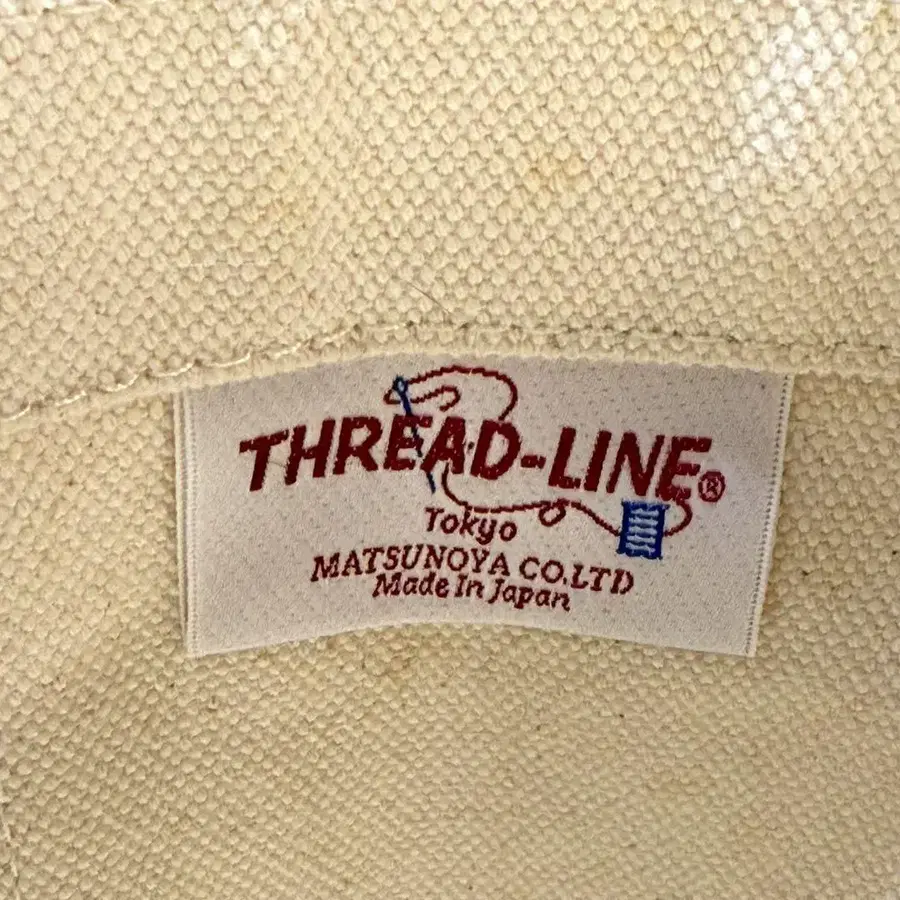 THREAD-LINE®
Tokyo
MATSUNOYA CO.LTD
Made In Japan